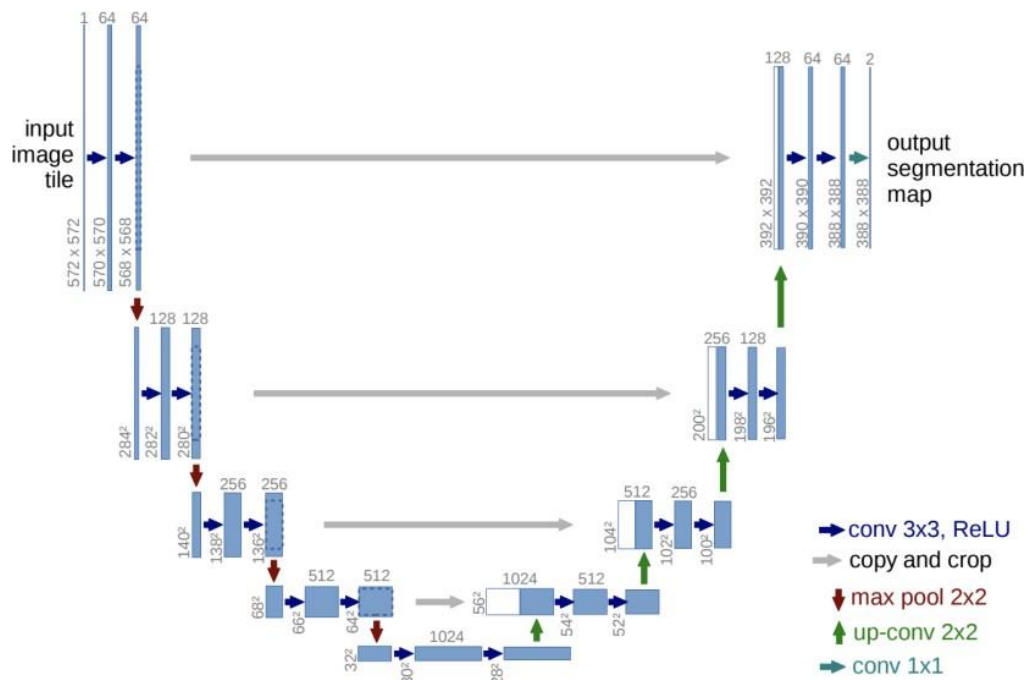 1 64 64
128 64 64 2
input
image
tile
output
segmentation
map
572 x 572
570 x 570
568 x 568
392 x 392
390 x 390
388 x 388
388 x 388
128 128
256 128
284²
282²
280²
200²
198²
196²
256 256
512 256
140²
138²
136²
104²
102²
100²
512 512
1024 512
68²
66²
64²
56²
54²
52²
1024
32²
30²
28²
conv 3x3, ReLU
copy and crop
max pool 2x2
up-conv 2x2
conv 1x1